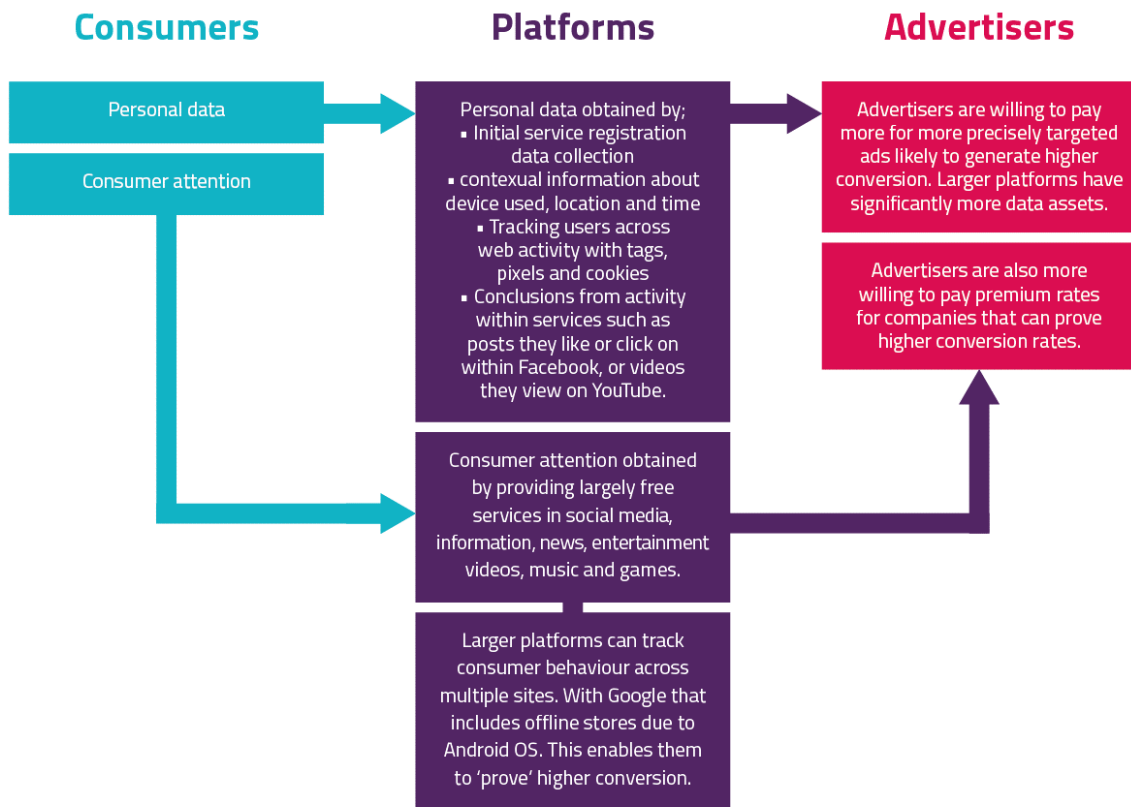 Consumers
Platforms
Advertisers
Personal data
Consumer attention
Personal data obtained by;
▪ Initial service registration
data collection
▪ contexual information about
device used, location and time
▪ Tracking users across
web activity with tags,
pixels and cookies
▪ Conclusions from activity
within services such as
posts they like or click on
within Facebook, or videos
they view on YouTube.
Consumer attention obtained
by providing largely free
services in social media,
information, news, entertainment
videos, music and games.
Larger platforms can track
consumer behaviour across
multiple sites. With Google that
includes offline stores due to
Android OS. This enables them
to ‘prove’ higher conversion.
Advertisers are willing to pay
more for more precisely targeted
ads likely to generate higher
conversion. Larger platforms have
significantly more data assets.
Advertisers are also more
willing to pay premium rates
for companies that can prove
higher conversion rates.